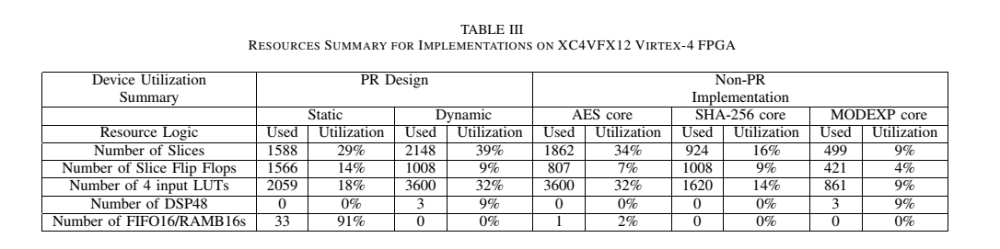 TABLE III
RESOURCES SUMMARY FOR IMPLEMENTATIONS ON XC4VFX12 VIRTEX-4 FPGA
Device Utilization PR Design Non-PR
Summary Implementation
Static Dynamic AES core SHA-256 core MODEXP core
Resource Logic Used Utilization Used Utilization Used Utilization Used Utilization Used Utilization
Number of Slices 1588 29% 2148 39% 1862 34% 924 16% 499 9%
Number of Slice Flip Flops 1566 14% 1008 9% 807 7% 1008 9% 421 4%
Number of 4 input LUTs 2059 18% 3600 32% 3600 32% 1620 14% 861 9%
Number of DSP48 0 0% 3 9% 0 0% 0 0% 3 9%
Number of FIFO16/RAMB16s 33 91% 0 0% 1 2% 0 0% 0 0%